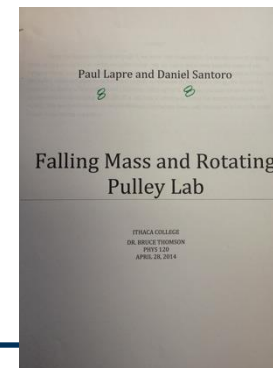 Paul Lapre and Daniel Santoro
8 8
Falling Mass and Rotating
Pulley Lab
ITHACA COLLEGE
DR. BRUCE THOMSON
PHYS 120
APRIL 28, 2014